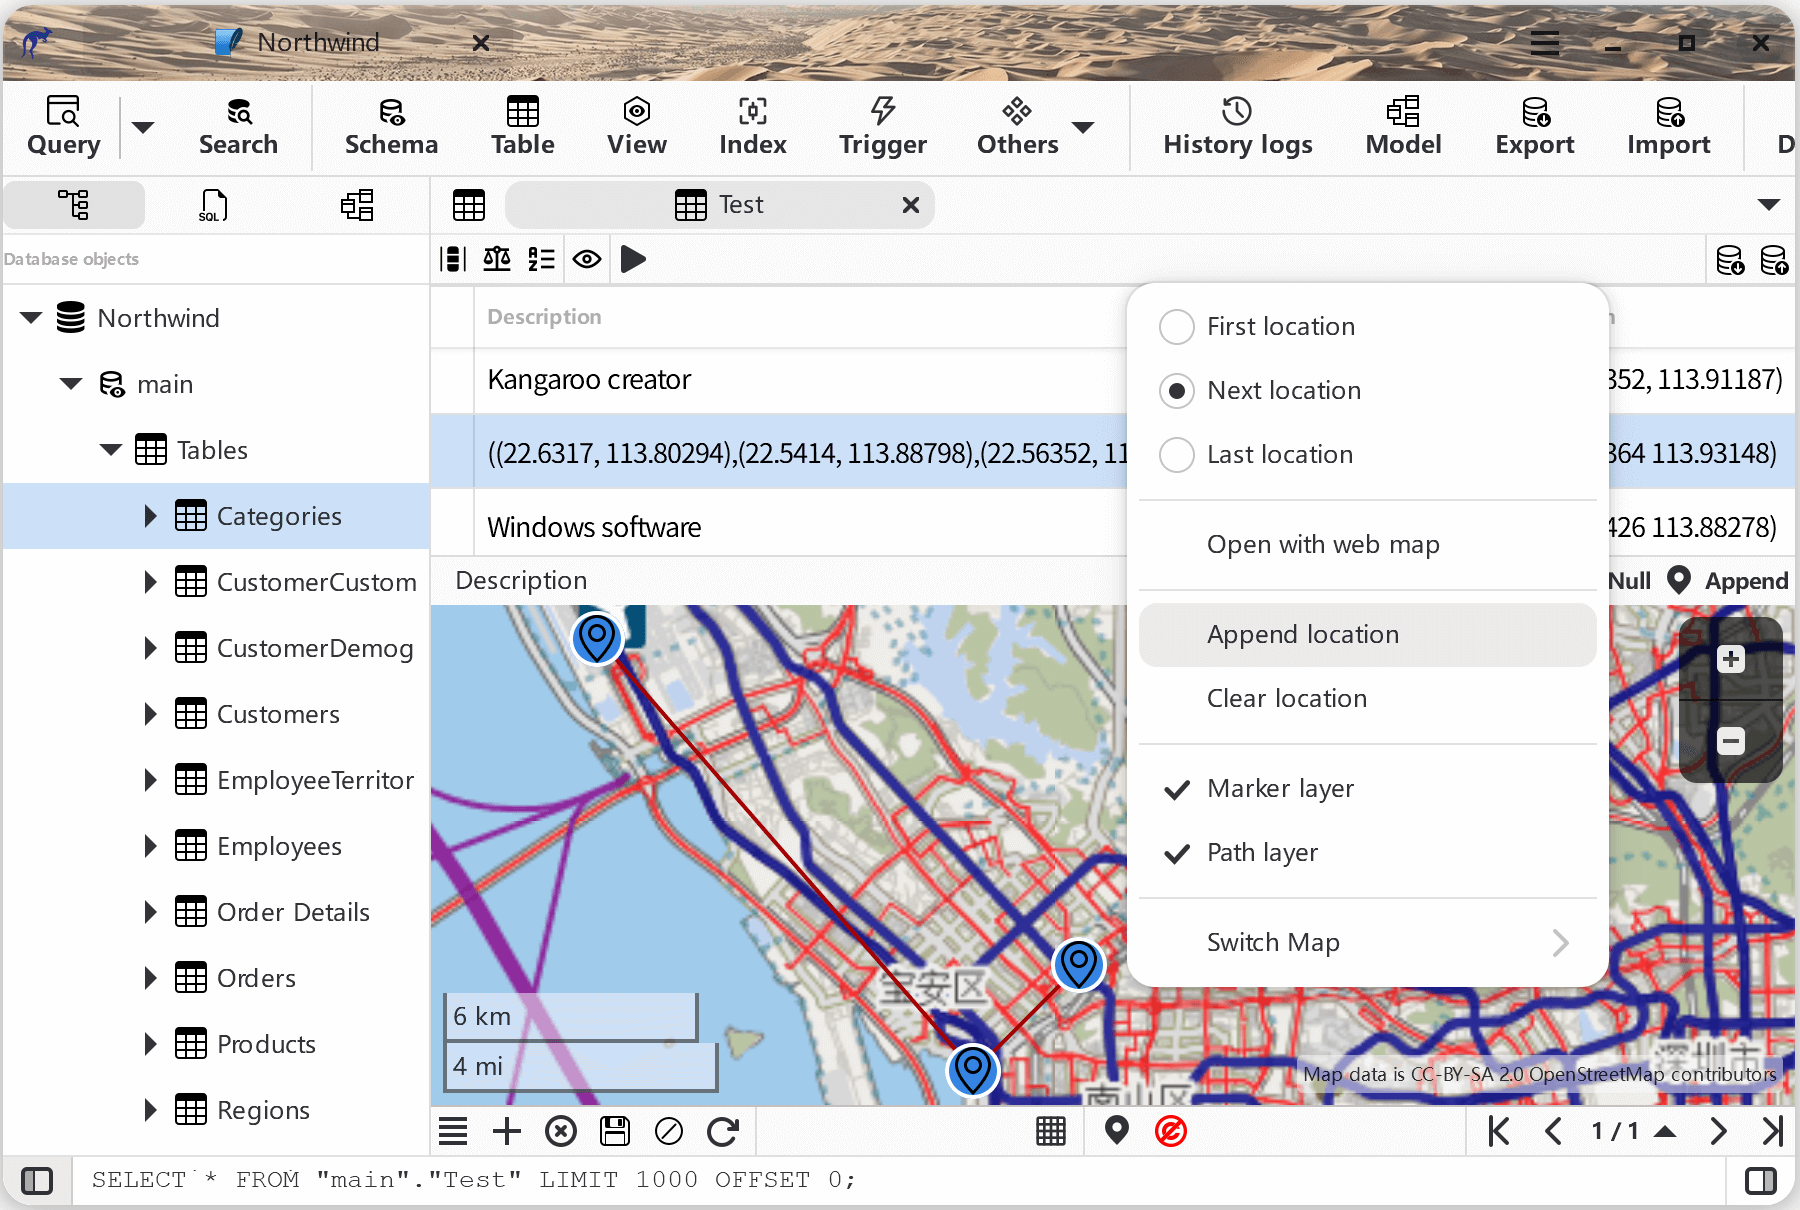 Northwind
Query
Search
Schema
Table
View
Index
Trigger
Others
History logs
Model
Export
Import
D
SQL
Test
Database objects
Northwind
main
Tables
Categories
CustomerCustom
CustomerDemog
Customers
EmployeeTerritor
Employees
Order Details
Orders
Products
Regions
Description
Kangaroo creator
352, 113.91187)
((22.6317, 113.80294),(22.5414, 113.88798),(22.56352, 11
364 113.93148)
Windows software
426 113.88278)
First location
Next location
Last location
Open with web map
Append location
Clear location
Marker layer
Path layer
Switch Map
Description
Null
Append
宝安区
南山区
深圳市
6 km
4 mi
Map data is CC-BY-SA 2.0 OpenStreetMap contributors
1 / 1
SELECT * FROM "main"."Test" LIMIT 1000 OFFSET 0;